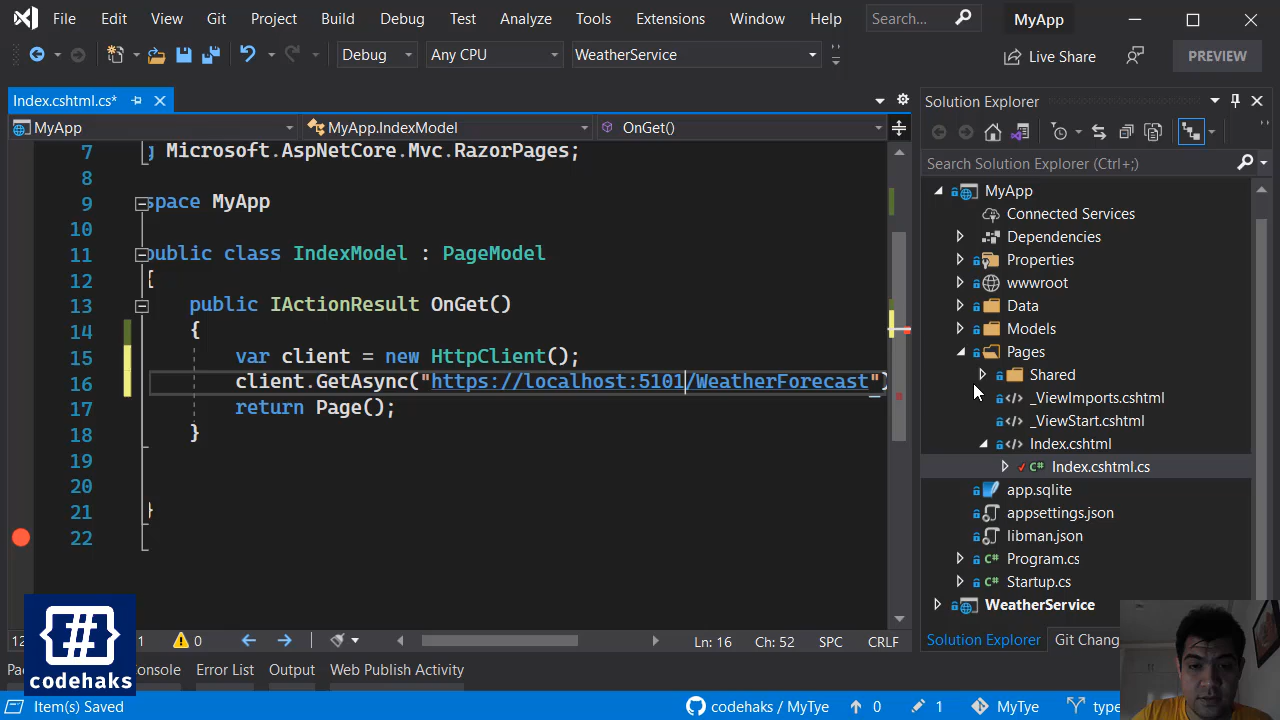 File Edit View Git Project Build Debug Test Analyze Tools Extensions Window Help Search... MyApp
Debug Any CPU WeatherService Live Share PREVIEW
Index.cshtml.cs*
MyApp MyApp.IndexModel OnGet()
7 g Microsoft.AspNetCore.Mvc.RazorPages;
8
9 space MyApp
10
11 public class IndexModel : PageModel
12 {
13 public IActionResult OnGet()
14 {
15 var client = new HttpClient();
16 client.GetAsync("https://localhost:5101/WeatherForecast")
17 return Page();
18 }
19
20
21 }
22
Solution Explorer
Search Solution Explorer (Ctrl+;)
MyApp
Connected Services
Dependencies
Properties
wwwroot
Data
Models
Pages
Shared
_ViewImports.cshtml
_ViewStart.cshtml
Index.cshtml
C# Index.cshtml.cs
app.sqlite
appsettings.json
libman.json
C# Program.cs
C# Startup.cs
WeatherService
Solution Explorer Git Chang
0 Ln: 16 Ch: 52 SPC CRLF
Error List Output Web Publish Activity
#
codehaks
Item(s) Saved codehaks / MyTye 0 1 MyTye type